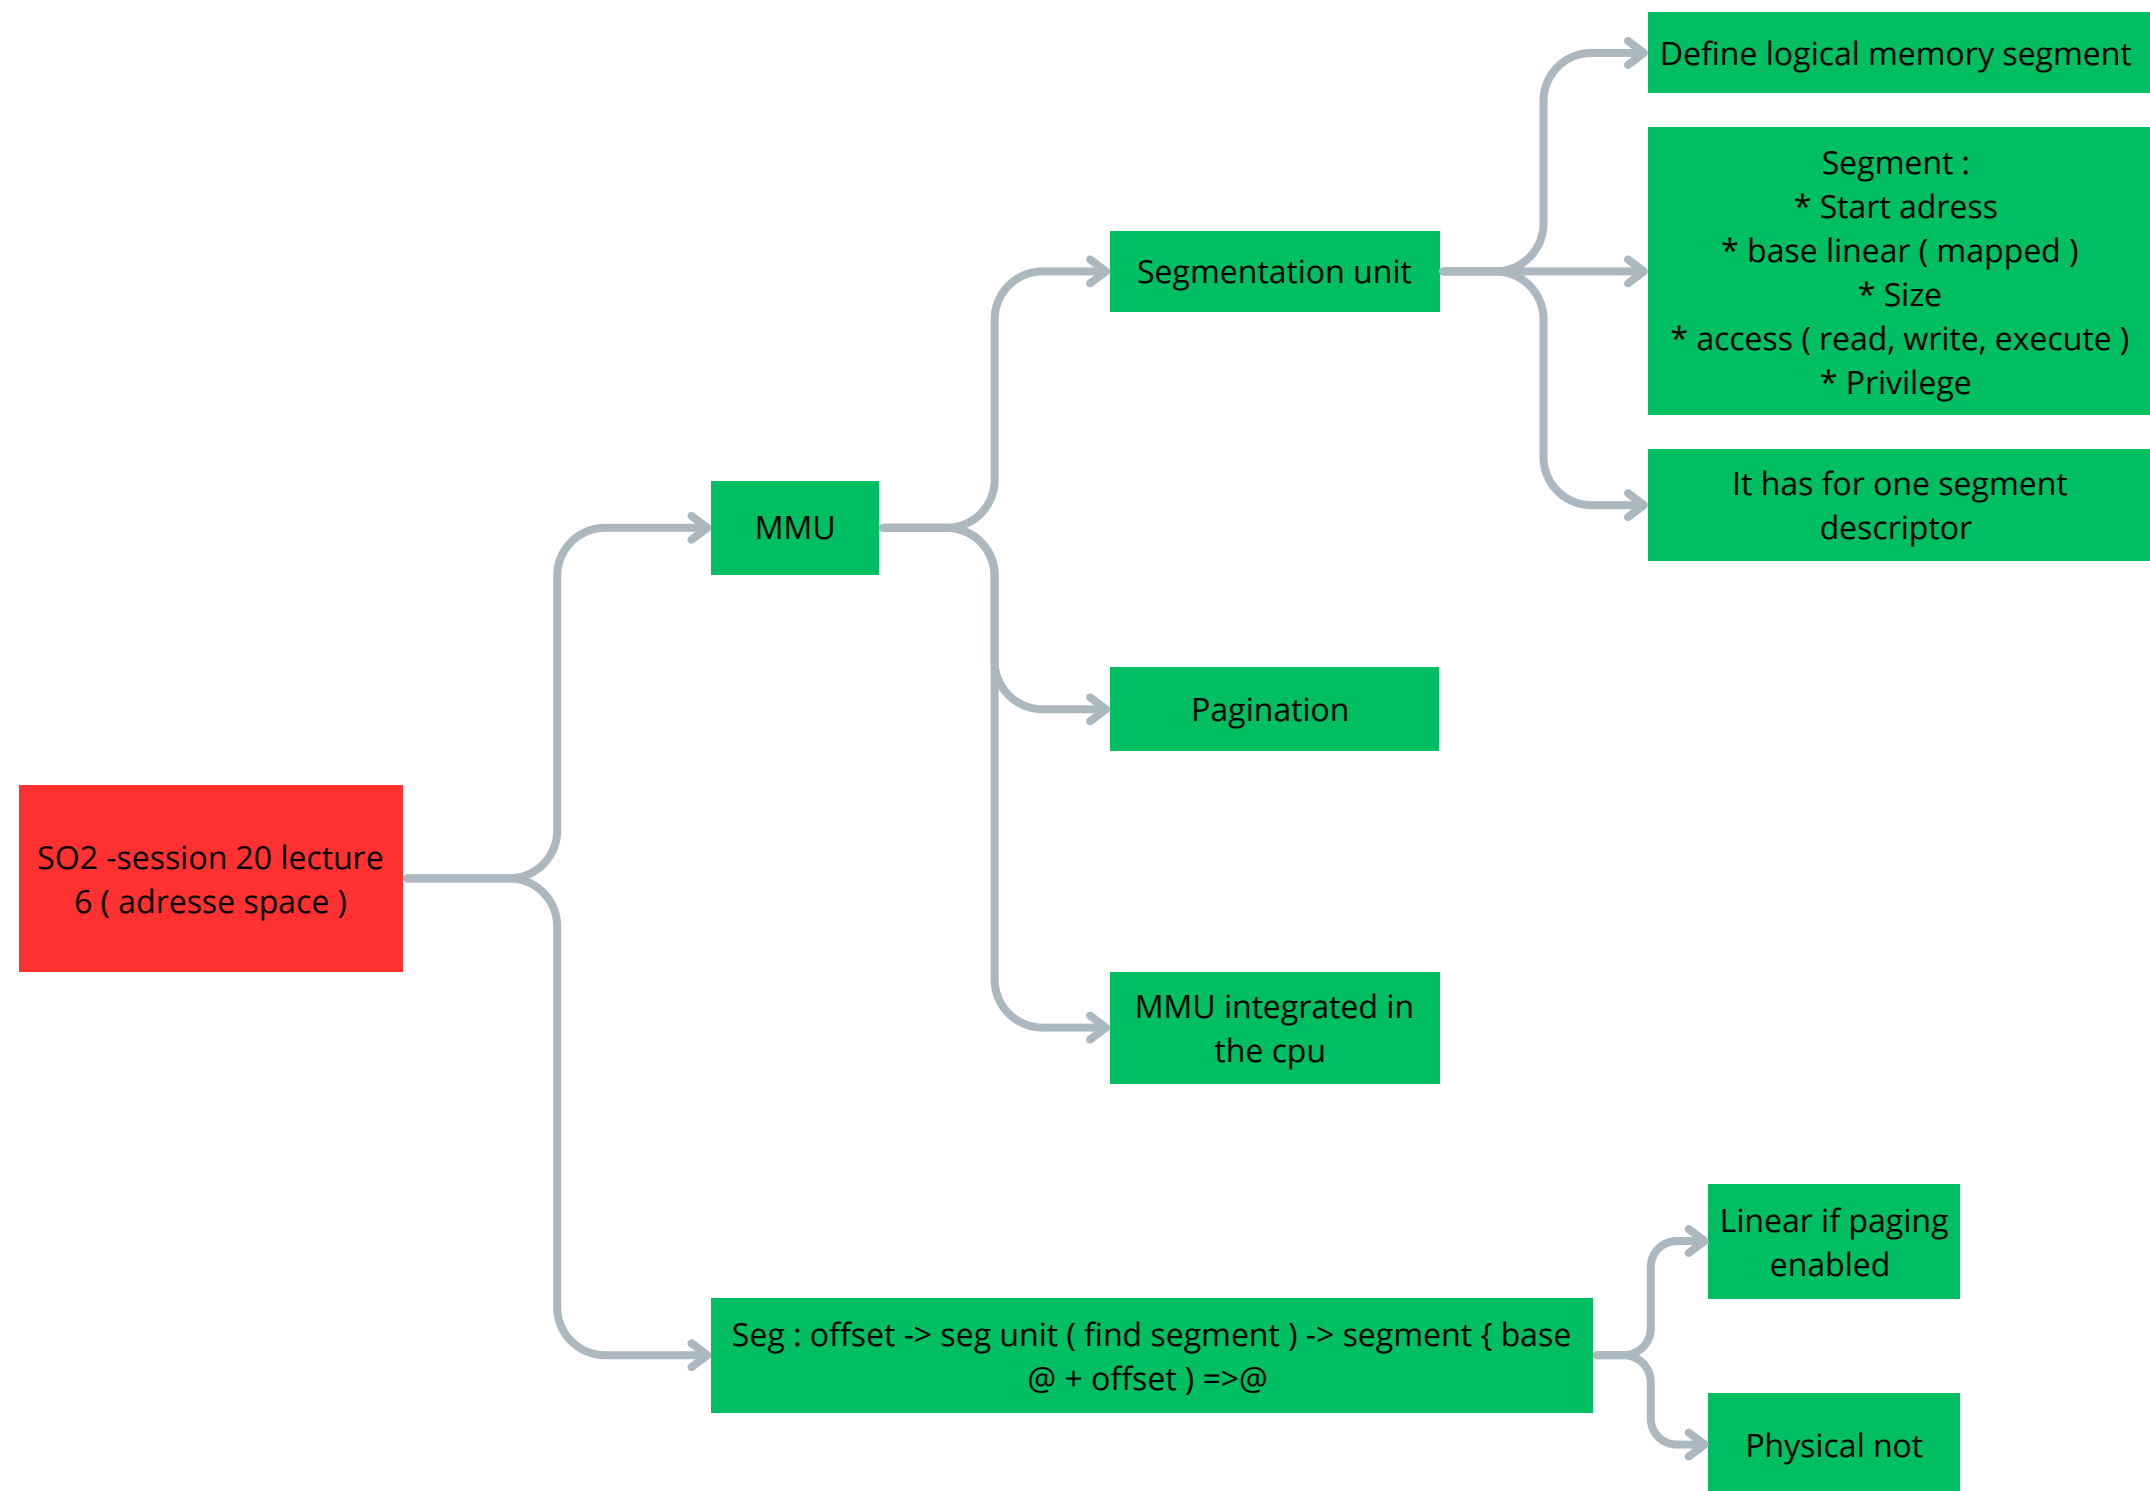 Define logical memory segment
Segment :
* Start adress
* base linear ( mapped )
* Size
* access ( read, write, execute )
* Privilege
Segmentation unit
It has for one segment
descriptor
MMU
Pagination
SO2 -session 20 lecture
6 ( adresse space )
MMU integrated in
the cpu
Linear if paging
enabled
Seg : offset -> seg unit ( find segment ) -> segment { base
@ + offset ) =>@
Physical not